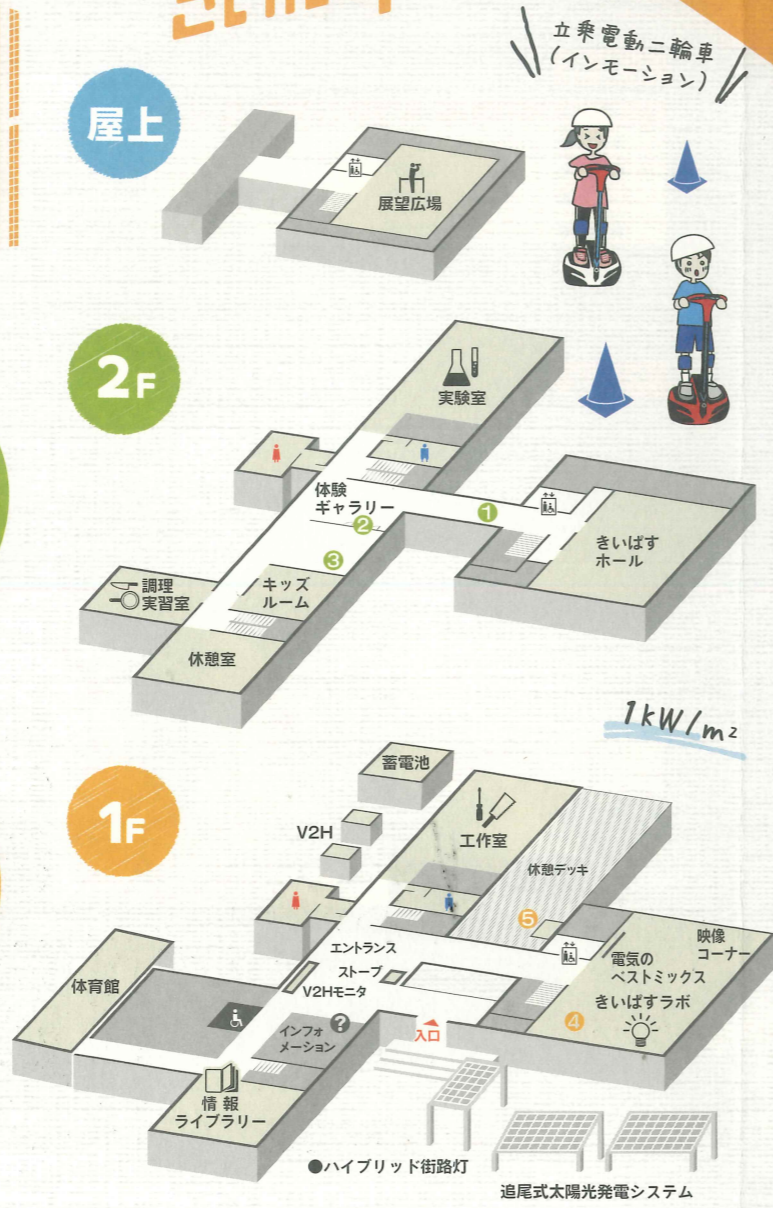 立乗電動二輪車
(インモーション)
屋上
展望広場
2F
実験室
体験
ギャラリー
①
②
③
きいぱす
ホール
調理
実習室
キッズ
ルーム
休憩室
1kW/m²
1F
蓄電池
V2H
工作室
休憩デッキ
⑤
エントランス
ストーブ
V2Hモニタ
映像
コーナー
電気の
ベストミックス
きいぱすラボ
④
体育館
インフォ
メーション
?
入口
情報
ライブラリー
●ハイブリッド街路灯
追尾式太陽光発電システム